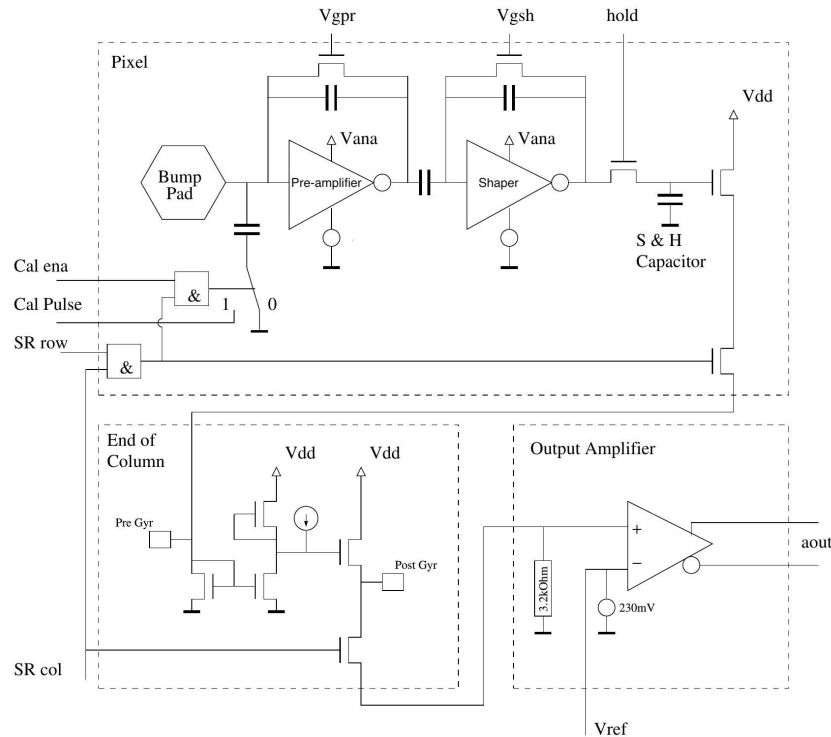 Vgpr
Vgsh
hold
Pixel
Vdd
Vana
Vana
Bump
Pad
Pre-amplifier
Shaper
S & H
Capacitor
Cal ena
&
1
0
Cal Pulse
SR row
&
End of
Column
Vdd
Vdd
Output Amplifier
Pre Gyr
+
aout
Post Gyr
−
3.2kOhm
230mV
SR col
Vref